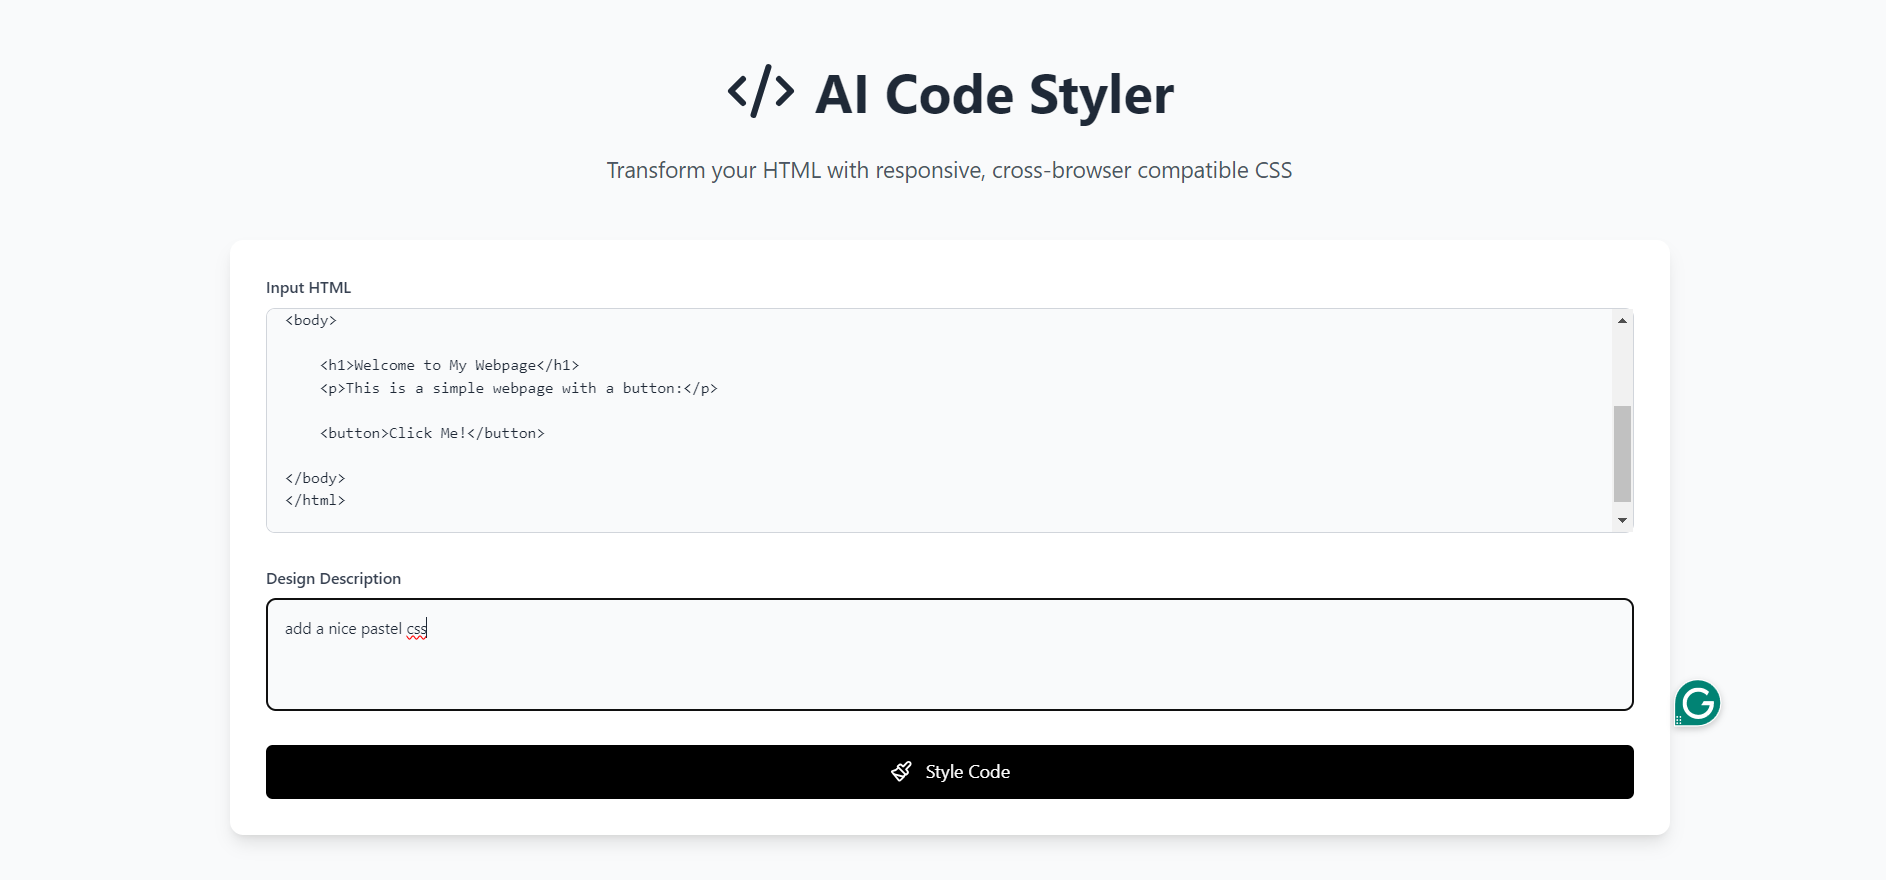 </> AI Code Styler
Transform your HTML with responsive, cross-browser compatible CSS
Input HTML
<body>
<h1>Welcome to My Webpage</h1>
<p>This is a simple webpage with a button:</p>
<button>Click Me!</button>
</body>
</html>
Design Description
add a nice pastel css
G
Style Code